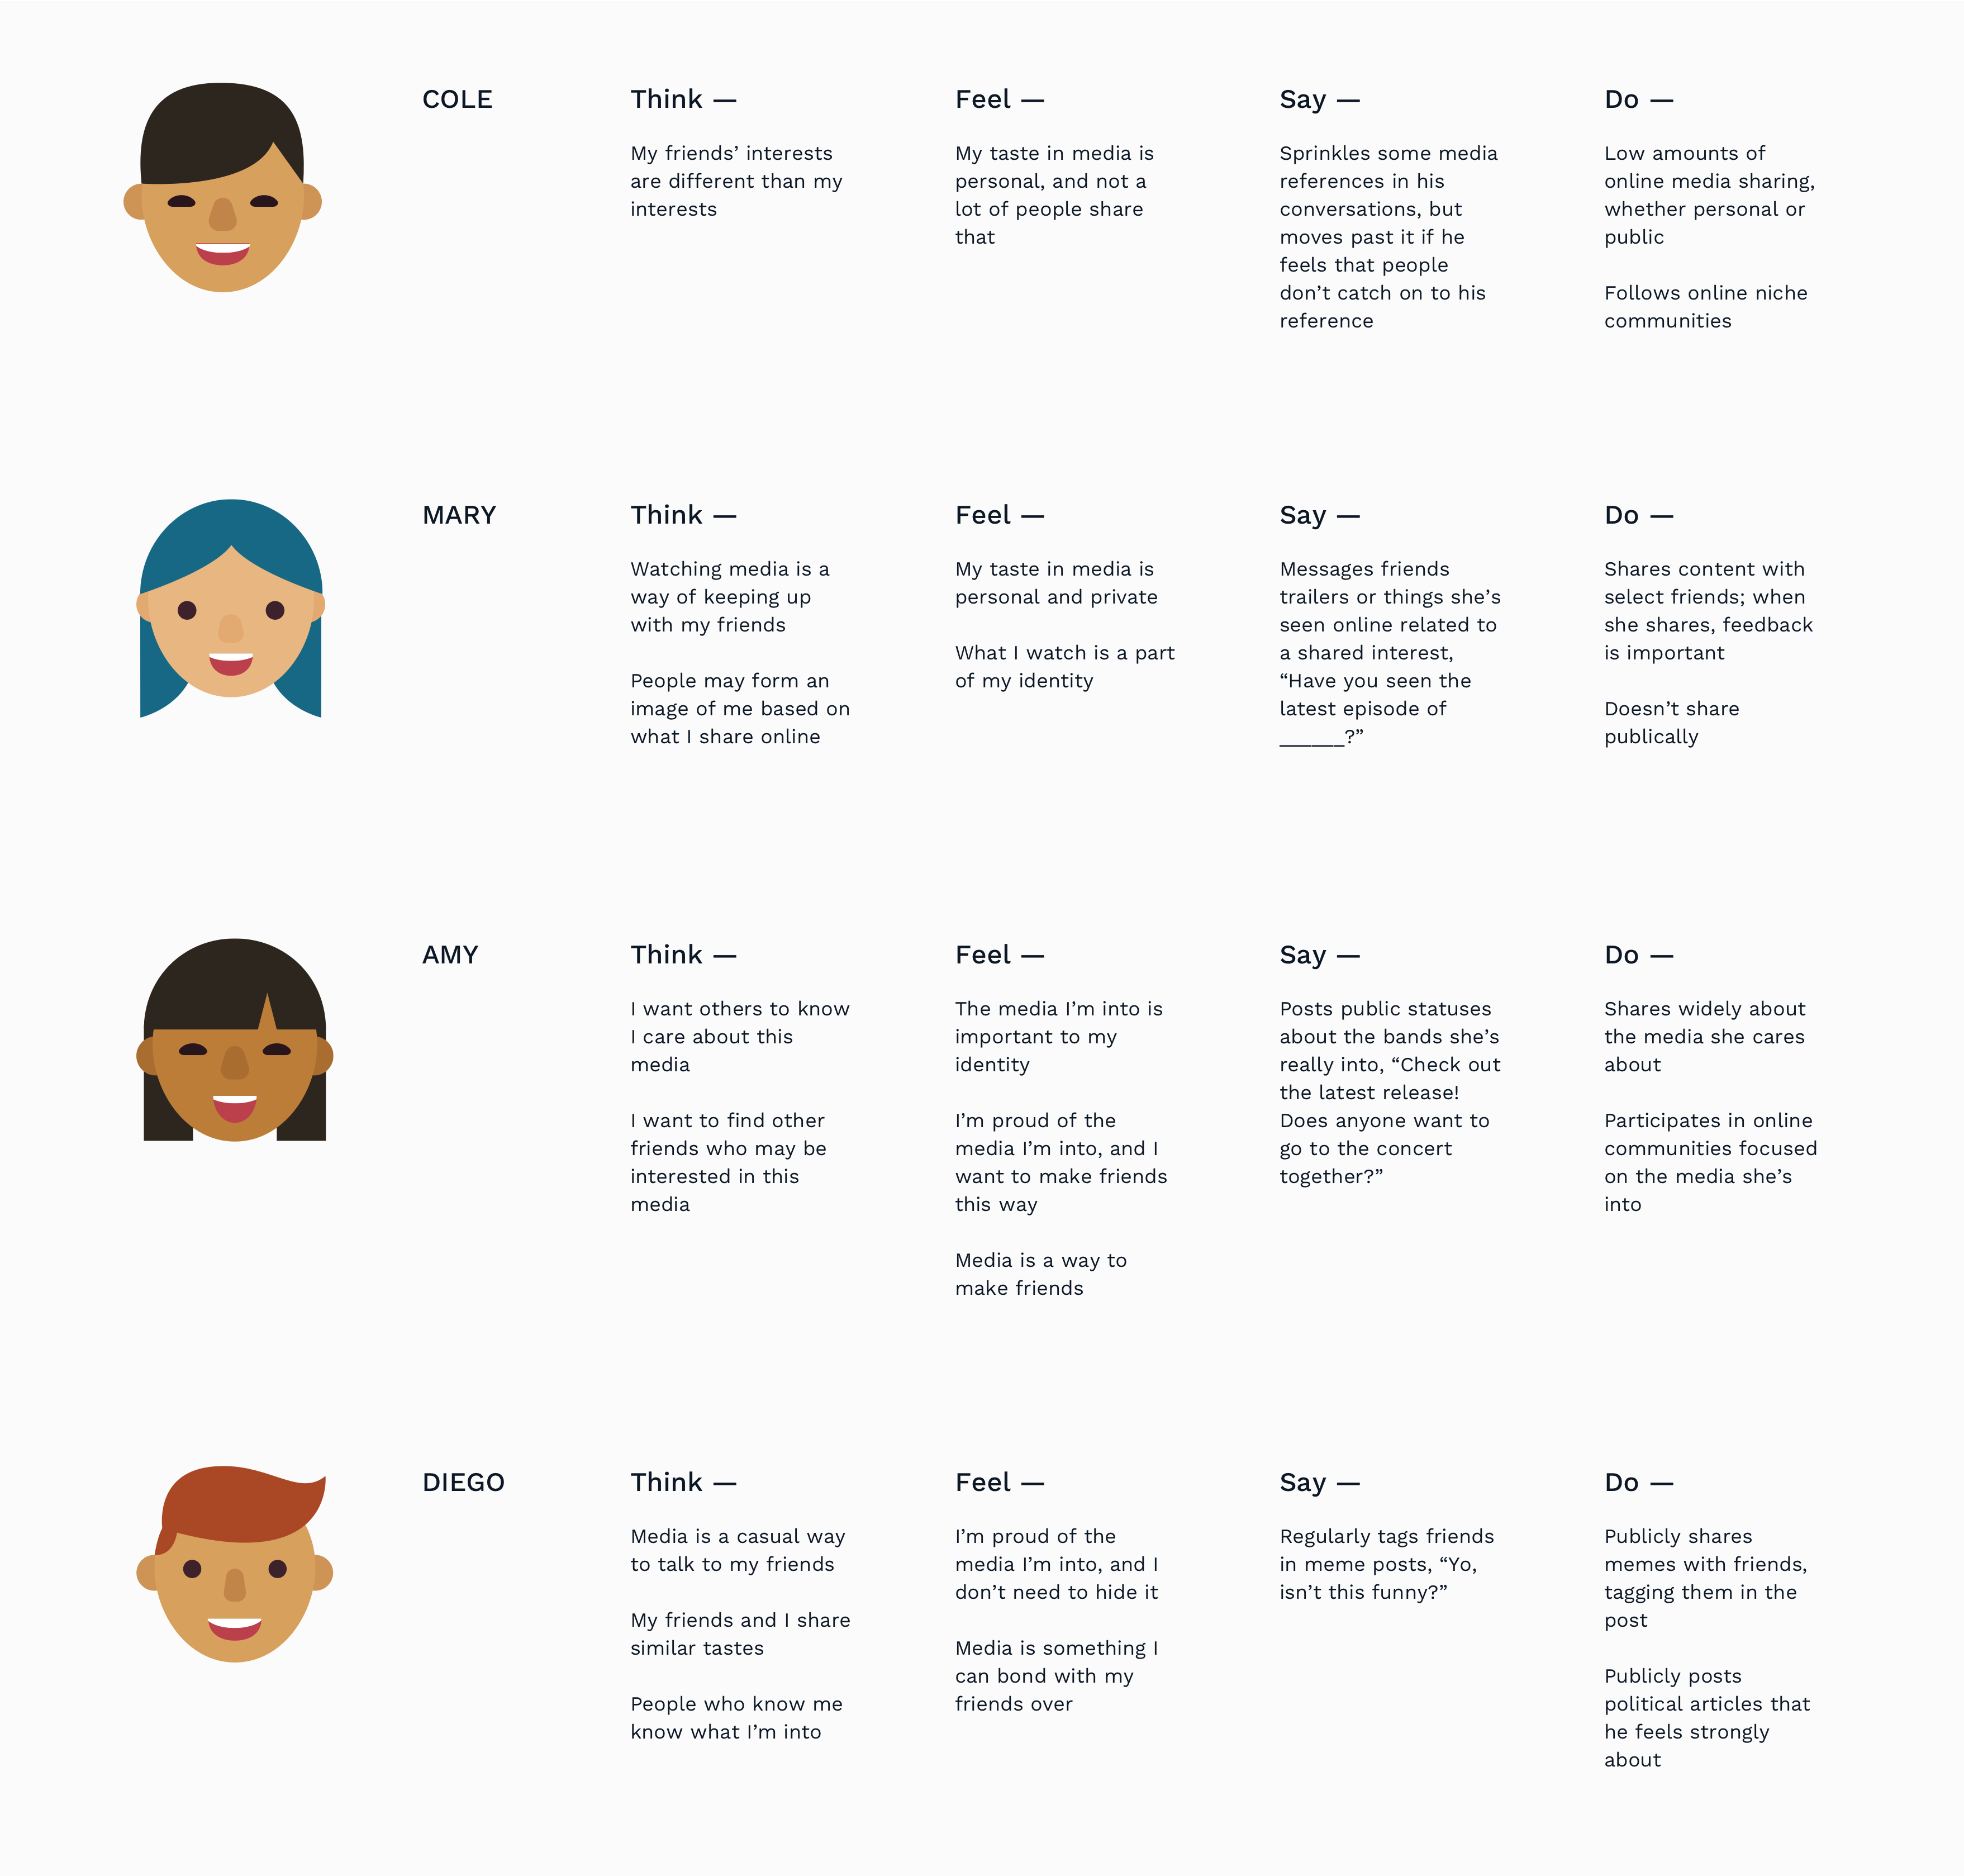 COLE
Think —
My friends’ interests
are different than my
interests
Feel —
My taste in media is
personal, and not a
lot of people share
that
Say —
Sprinkles some media
references in his
conversations, but
moves past it if he
feels that people
don’t catch on to his
reference
Do —
Low amounts of
online media sharing,
whether personal or
public
Follows online niche
communities
MARY
Think —
Watching media is a
way of keeping up
with my friends
People may form an
image of me based on
what I share online
Feel —
My taste in media is
personal and private
What I watch is a part
of my identity
Say —
Messages friends
trailers or things she’s
seen online related to
a shared interest,
“Have you seen the
latest episode of
______?”
Do —
Shares content with
select friends; when
she shares, feedback
is important
Doesn’t share
publically
AMY
Think —
I want others to know
I care about this
media
I want to find other
friends who may be
interested in this
media
Feel —
The media I’m into is
important to my
identity
I’m proud of the
media I’m into, and I
want to make friends
this way
Media is a way to
make friends
Say —
Posts public statuses
about the bands she’s
really into, “Check out
the latest release!
Does anyone want to
go to the concert
together?”
Do —
Shares widely about
the media she cares
about
Participates in online
communities focused
on the media she’s
into
DIEGO
Think —
Media is a casual way
to talk to my friends
My friends and I share
similar tastes
People who know me
know what I’m into
Feel —
I’m proud of the
media I’m into, and I
don’t need to hide it
Media is something I
can bond with my
friends over
Say —
Regularly tags friends
in meme posts, “Yo,
isn’t this funny?”
Do —
Publicly shares
memes with friends,
tagging them in the
post
Publicly posts
political articles that
he feels strongly
about